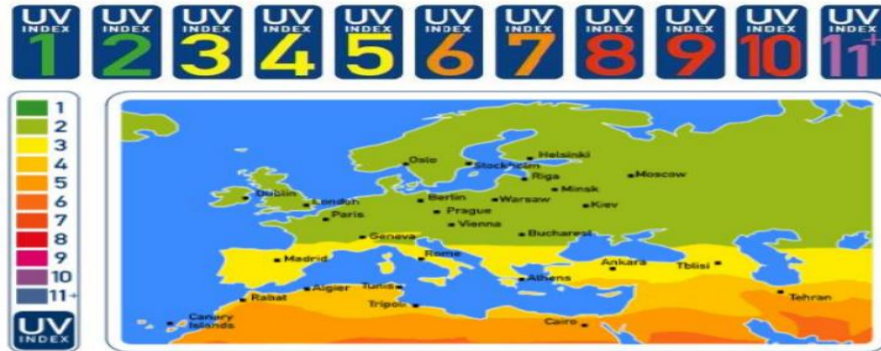 UV INDEX 1
UV INDEX 2
UV INDEX 3
UV INDEX 4
UV INDEX 5
UV INDEX 6
UV INDEX 7
UV INDEX 8
UV INDEX 9
UV INDEX 10
UV INDEX 11+
1
2
3
4
5
6
7
8
9
10
11+
UV
INDEX
Oslo
Stockholm
Helsinki
Riga
Moscow
Minsk
Dublin
London
Berlin
Warsaw
Kiev
Paris
Prague
Vienna
Geneva
Bucharest
Madrid
Rome
Ankara
Tblisi
Athens
Rabat
Algier
Tunis
Tripoli
Tehran
Canary
Islands
Cairo